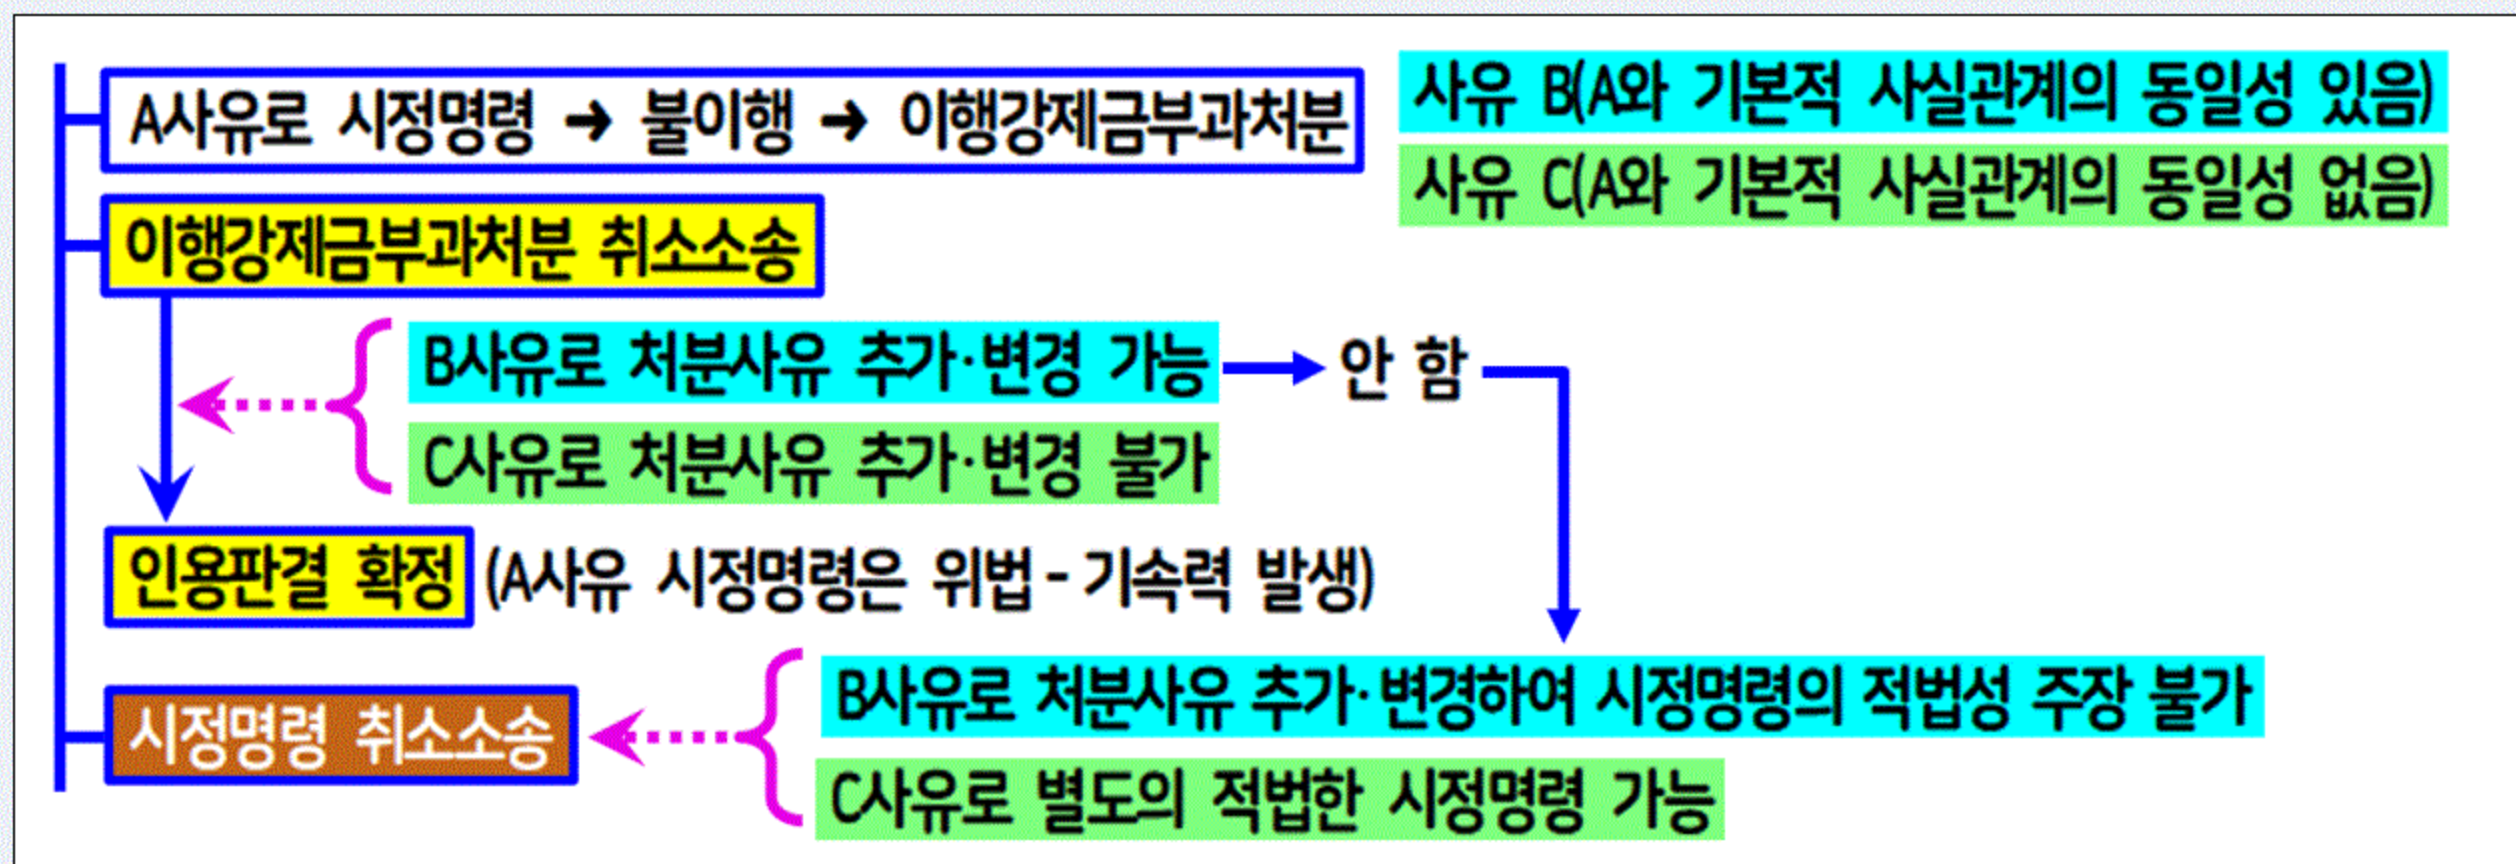 A사유로 시정명령 → 불이행 → 이행강제금부과처분
사유 B(A와 기본적 사실관계의 동일성 있음)
사유 C(A와 기본적 사실관계의 동일성 없음)
이행강제금부과처분 취소소송
B사유로 처분사유 추가·변경 가능 → 안 함
C사유로 처분사유 추가·변경 불가
인용판결 확정 (A사유 시정명령은 위법 - 기속력 발생)
B사유로 처분사유 추가·변경하여 시정명령의 적법성 주장 불가
시정명령 취소소송
C사유로 별도의 적법한 시정명령 가능